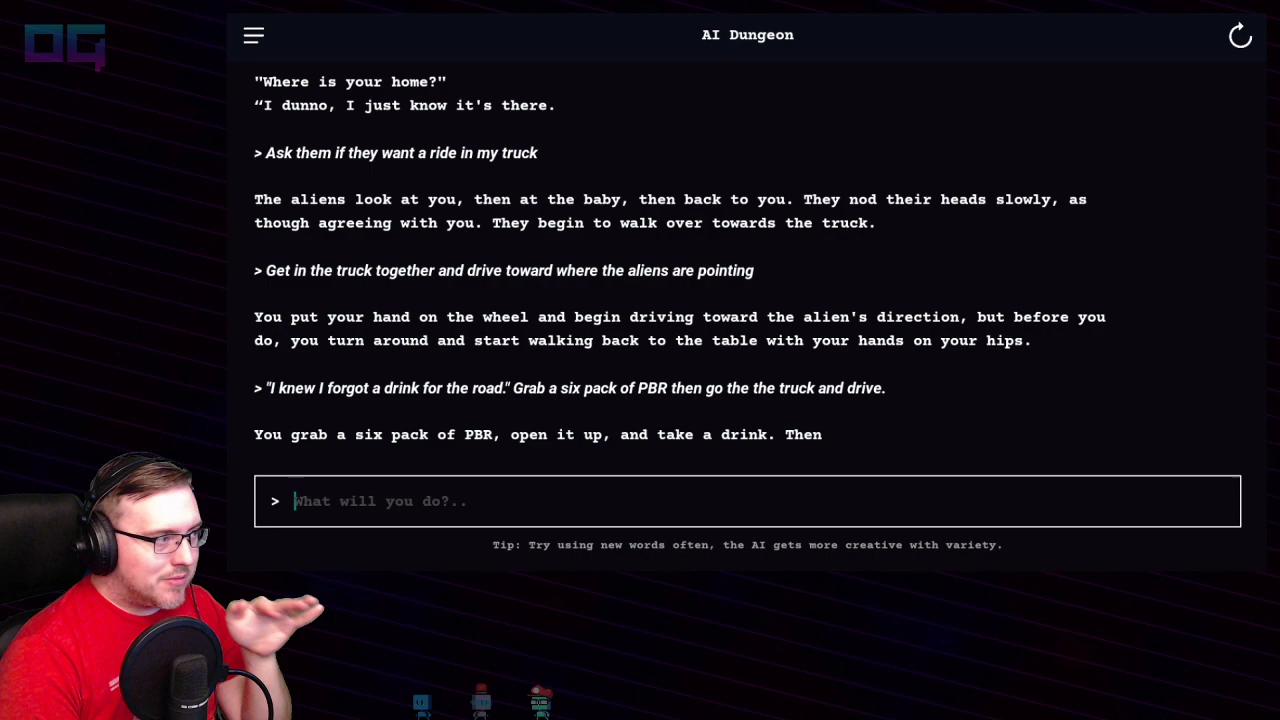 OG
AI Dungeon
"Where is your home?"
“I dunno, I just know it's there.
> Ask them if they want a ride in my truck
The aliens look at you, then at the baby, then back to you. They nod their heads slowly, as
though agreeing with you. They begin to walk over towards the truck.
> Get in the truck together and drive toward where the aliens are pointing
You put your hand on the wheel and begin driving toward the alien's direction, but before you
do, you turn around and start walking back to the table with your hands on your hips.
> "I knew I forgot a drink for the road." Grab a six pack of PBR then go the the truck and drive.
You grab a six pack of PBR, open it up, and take a drink. Then
> What will you do?..
Tip: Try using new words often, the AI gets more creative with variety.